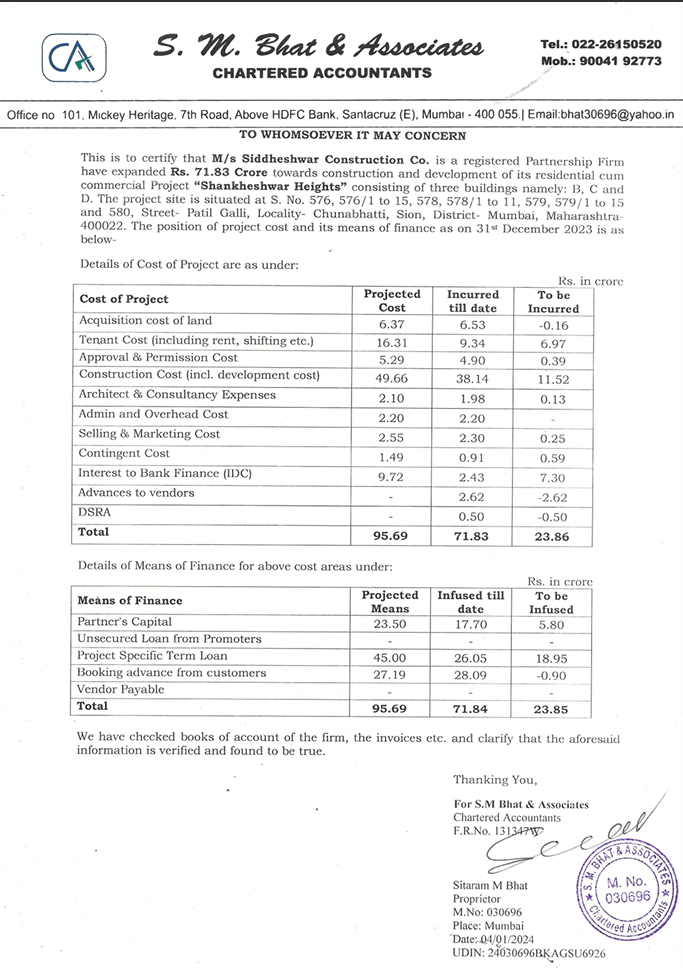 CA
S. M. Bhat & Associates
CHARTERED ACCOUNTANTS
Tel.: 022-26150520
Mob.: 90041 92773
Office no 101, Mickey Heritage, 7th Road, Above HDFC Bank, Santacruz (E), Mumbai - 400 055.| Email:bhat30696@yahoo.in
TO WHOMSOEVER IT MAY CONCERN
This is to certify that M/s Siddheshwar Construction Co. is a registered Partnership Firm
have expanded Rs. 71.83 Crore towards construction and development of its residential cum
commercial Project "Shankheshwar Heights" consisting of three buildings namely: B, C and
D. The project site is situated at S. No. 576, 576/1 to 15, 578, 578/1 to 11, 579, 579/1 to 15
and 580, Street- Patil Galli, Locality- Chunabhatti, Sion, District- Mumbai, Maharashtra-
400022. The position of project cost and its means of finance as on 31st December 2023 is as
below-
Details of Cost of Project are as under:
Rs. in crore
Cost of Project Projected Cost Incurred till date To be Incurred
Acquisition cost of land 6.37 6.53 -0.16
Tenant Cost (including rent, shifting etc.) 16.31 9.34 6.97
Approval & Permission Cost 5.29 4.90 0.39
Construction Cost (incl. development cost) 49.66 38.14 11.52
Architect & Consultancy Expenses 2.10 1.98 0.13
Admin and Overhead Cost 2.20 2.20 -
Selling & Marketing Cost 2.55 2.30 0.25
Contingent Cost 1.49 0.91 0.59
Interest to Bank Finance (IDC) 9.72 2.43 7.30
Advances to vendors - 2.62 -2.62
DSRA - 0.50 -0.50
Total 95.69 71.83 23.86
Details of Means of Finance for above cost areas under:
Rs. in crore
Means of Finance Projected Means Infused till date To be Infused
Partner's Capital 23.50 17.70 5.80
Unsecured Loan from Promoters - - -
Project Specific Term Loan 45.00 26.05 18.95
Booking advance from customers 27.19 28.09 -0.90
Vendor Payable - - -
Total 95.69 71.84 23.85
We have checked books of account of the firm, the invoices etc. and clarify that the aforesaid
information is verified and found to be true.
Thanking You,
For S.M Bhat & Associates
Chartered Accountants
F.R.No. 131347W
Sitaram M Bhat
Proprietor
M.No: 030696
Place: Mumbai
Date: 04/01/2024
UDIN: 24030696BKAGSU6926
S. M. BHAT & ASSOCIATES
M. No.
030696
Chartered Accountants